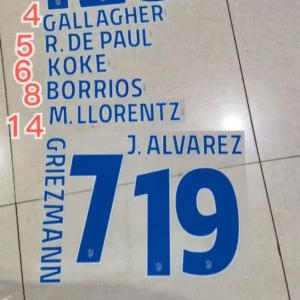 4 GALLAGHER
5 R. DE PAUL
6 KOKE
8 BORRIOS
14 M. LLORENTZ
J. ALVAREZ
GRIEZMANN
7 19